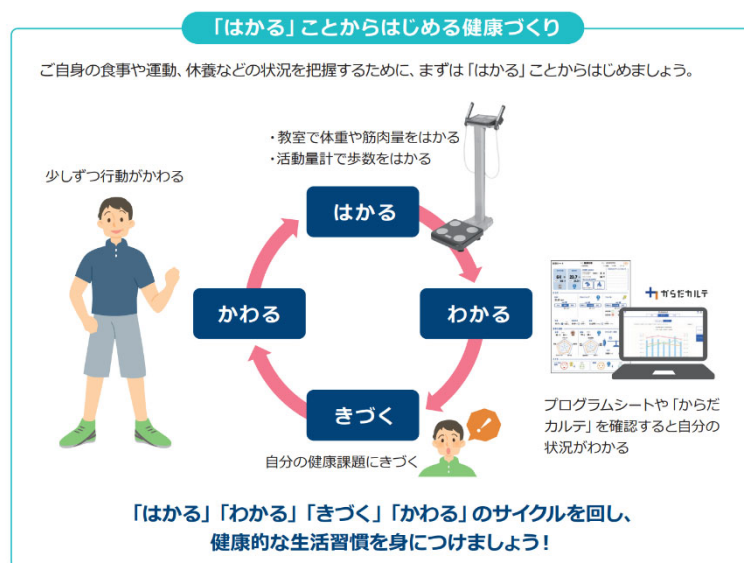 「はかる」ことからはじめる健康づくり
ご自身の食事や運動、休養などの状況を把握するために、まずは「はかる」ことからはじめましょう。
・教室で体重や筋肉量をはかる
・活動量計で歩数をはかる
少しずつ行動がかわる
はかる
かわる
わかる
からだカルテ
きづく
プログラムシートや「からだ
カルテ」を確認すると自分の
状況がわかる
自分の健康課題にきづく
「はかる」「わかる」「きづく」「かわる」のサイクルを回し、
健康的な生活習慣を身につけましょう!